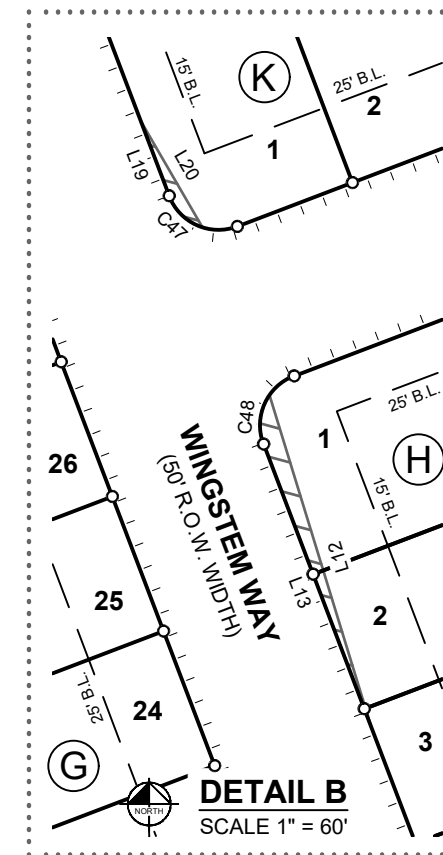 15' B.L.
K
25' B.L.
2
1
L19
L20
C47
C48
25' B.L.
1
H
WINGSTEM WAY
(50' R.O.W. WIDTH)
26
15' B.L.
L12
L13
25
2
25' B.L.
24
3
G
NORTH
DETAIL B
SCALE 1" = 60'